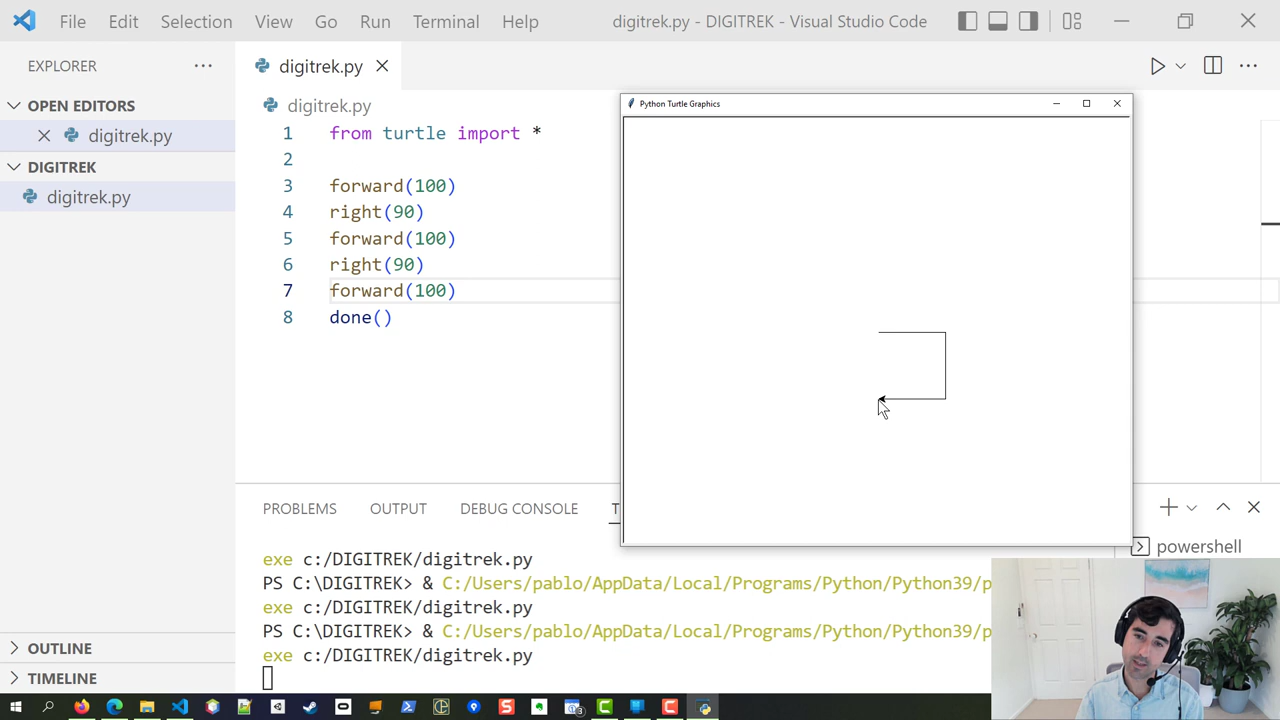 File Edit Selection View Go Run Terminal Help digitrek.py - DIGITREK - Visual Studio Code
EXPLORER
digitrek.py
OPEN EDITORS
digitrek.py
DIGITREK
digitrek.py
OUTLINE
TIMELINE
digitrek.py
1 from turtle import *
2
3 forward(100)
4 right(90)
5 forward(100)
6 right(90)
7 forward(100)
8 done()
Python Turtle Graphics
PROBLEMS OUTPUT DEBUG CONSOLE T
powershell
exe c:/DIGITREK/digitrek.py
PS C:\DIGITREK> & C:/Users/pablo/AppData/Local/Programs/Python/Python39/p
exe c:/DIGITREK/digitrek.py
PS C:\DIGITREK> & C:/Users/pablo/AppData/Local/Programs/Python/Python39/p
exe c:/DIGITREK/digitrek.py
3